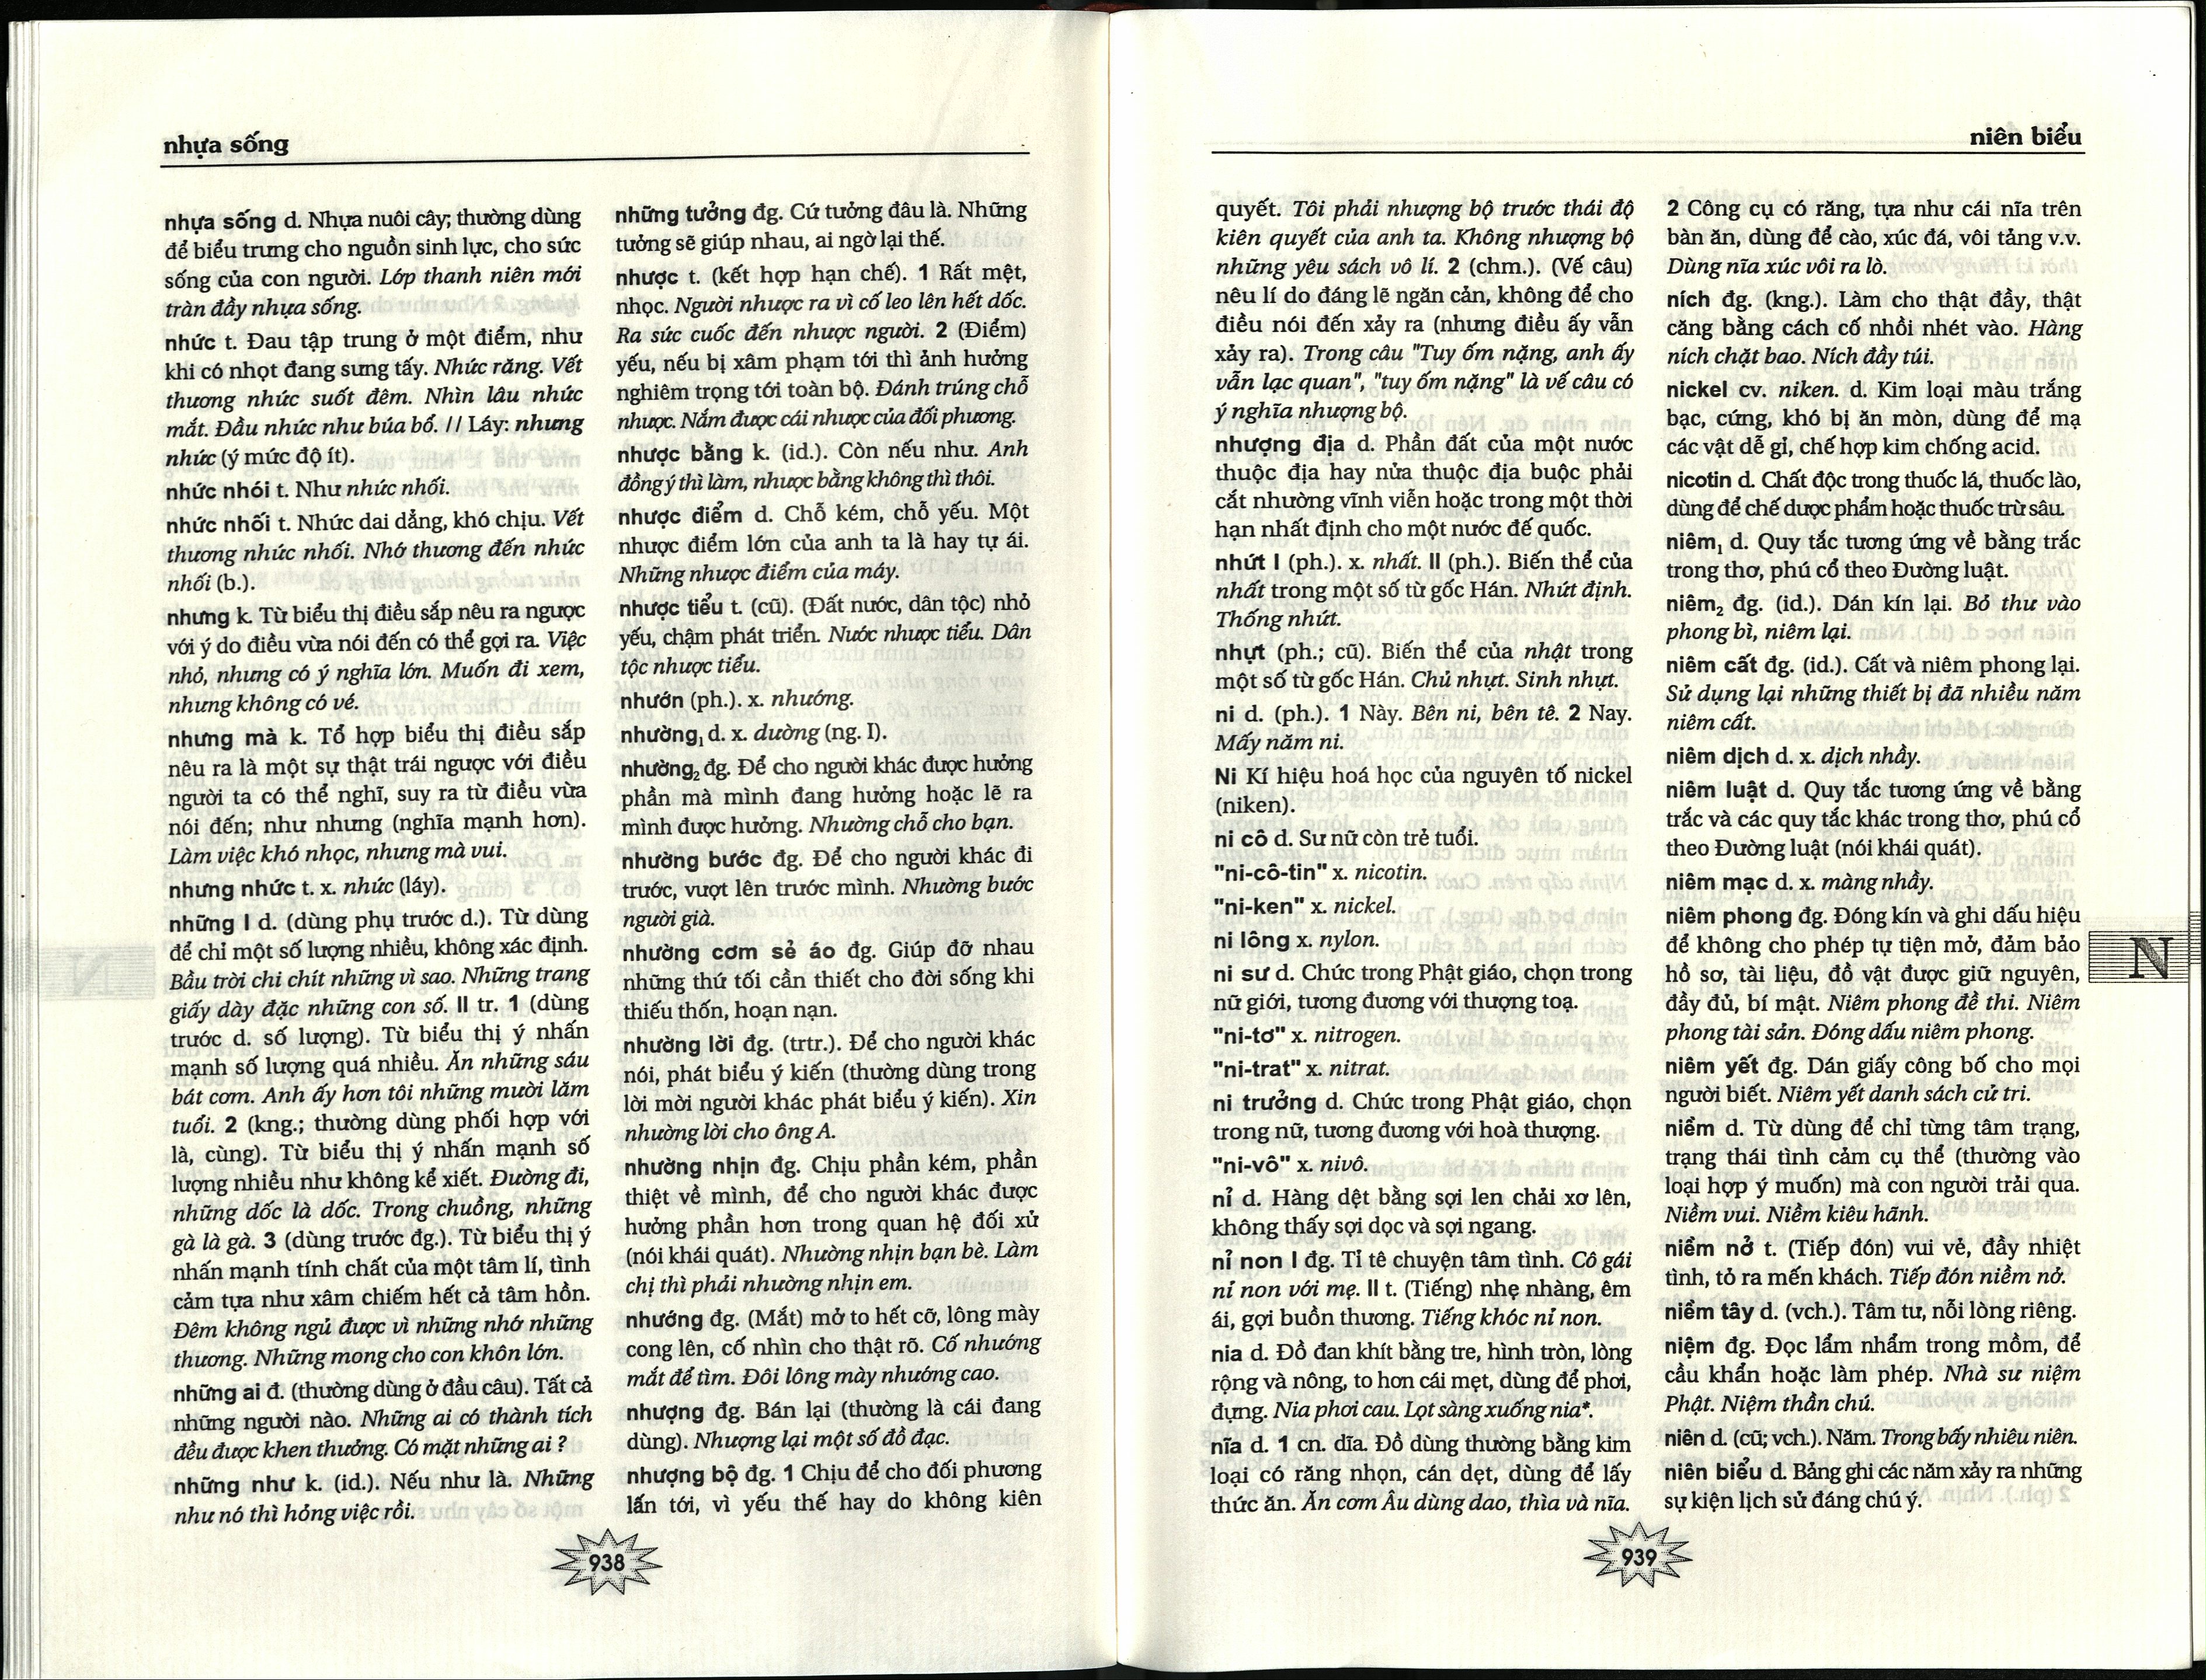 nhựa sống
nhựa sống d. Nhựa nuôi cây; thường dùng
để biểu trưng cho nguồn sinh lực, cho sức
sống của con người. Lớp thanh niên mới
tràn đầy nhựa sống.
nhức t. Đau tập trung ở một điểm, như
khi có nhọt đang sưng tấy. Nhức răng. Vết
thương nhức suốt đêm. Nhìn lâu nhức
mắt. Đầu nhức như búa bổ. // Láy: nhưng
nhức (ý mức độ ít).
nhức nhói t. Như nhức nhối.
nhức nhối t. Nhức dai dẳng, khó chịu. Vết
thương nhức nhối. Nhớ thương đến nhức
nhối (b.).
nhưng k. Từ biểu thị điều sắp nêu ra ngược
với ý do điều vừa nói đến có thể gợi ra. Việc
nhỏ, nhưng có ý nghĩa lớn. Muốn đi xem,
nhưng không có vé.
nhưng mà k. Tổ hợp biểu thị điều sắp
nêu ra là một sự thật trái ngược với điều
người ta có thể nghĩ, suy ra từ điều vừa
nói đến; như nhưng (nghĩa mạnh hơn).
Làm việc khó nhọc, nhưng mà vui.
nhưng nhức t. x. nhức (láy).
những I d. (dùng phụ trước d.). Từ dùng
để chỉ một số lượng nhiều, không xác định.
Bầu trời chi chít những vì sao. Những trang
giấy dày đặc những con số. II tr. 1 (dùng
trước d. số lượng). Từ biểu thị ý nhấn
mạnh số lượng quá nhiều. Ăn những sáu
bát cơm. Anh ấy hơn tôi những mười lăm
tuổi. 2 (kng.; thường dùng phối hợp với
là, cùng). Từ biểu thị ý nhấn mạnh số
lượng nhiều như không kể xiết. Đường đi,
những dốc là dốc. Trong chuồng, những
gà là gà. 3 (dùng trước đg.). Từ biểu thị ý
nhấn mạnh tính chất của một tâm lí, tình
cảm tựa như xâm chiếm hết cả tâm hồn.
Đêm không ngủ được vì những nhớ những
thương. Những mong cho con khôn lớn.
những ai đ. (thường dùng ở đầu câu). Tất cả
những người nào. Những ai có thành tích
đều được khen thưởng. Có mặt những ai ?
những như k. (id.). Nếu như là. Những
như nó thì hỏng việc rồi.
những tưởng đg. Cứ tưởng đâu là. Những
tưởng sẽ giúp nhau, ai ngờ lại thế.
nhược t. (kết hợp hạn chế). 1 Rất mệt,
nhọc. Người nhược ra vì cố leo lên hết dốc.
Ra sức cuốc đến nhược người. 2 (Điểm)
yếu, nếu bị xâm phạm tới thì ảnh hưởng
nghiêm trọng tới toàn bộ. Đánh trúng chỗ
nhược. Nắm được cái nhược của đối phương.
nhược bằng k. (id.). Còn nếu như. Anh
đồng ý thì làm, nhược bằng không thì thôi.
nhược điểm d. Chỗ kém, chỗ yếu. Một
nhược điểm lớn của anh ta là hay tự ái.
Những nhược điểm của máy.
nhược tiểu t. (cũ). (Đất nước, dân tộc) nhỏ
yếu, chậm phát triển. Nước nhược tiểu. Dân
tộc nhược tiểu.
nhướn (ph.). x. nhướng.
nhường₁ d. x. dường (ng. I).
nhường₂ đg. Để cho người khác được hưởng
phần mà mình đang hưởng hoặc lẽ ra
mình được hưởng. Nhường chỗ cho bạn.
nhường bước đg. Để cho người khác đi
trước, vượt lên trước mình. Nhường bước
người già.
nhường cơm sẻ áo đg. Giúp đỡ nhau
những thứ tối cần thiết cho đời sống khi
thiếu thốn, hoạn nạn.
nhường lời đg. (trtr.). Để cho người khác
nói, phát biểu ý kiến (thường dùng trong
lời mời người khác phát biểu ý kiến). Xin
nhường lời cho ông A.
nhường nhịn đg. Chịu phần kém, phần
thiệt về mình, để cho người khác được
hưởng phần hơn trong quan hệ đối xử
(nói khái quát). Nhường nhịn bạn bè. Làm
chị thì phải nhường nhịn em.
nhướng đg. (Mắt) mở to hết cỡ, lông mày
cong lên, cố nhìn cho thật rõ. Cố nhướng
mắt để tìm. Đôi lông mày nhướng cao.
nhượng đg. Bán lại (thường là cái đang
dùng). Nhượng lại một số đồ đạc.
nhượng bộ đg. 1 Chịu để cho đối phương
lấn tới, vì yếu thế hay do không kiên
938
niên biểu
quyết. Tôi phải nhượng bộ trước thái độ
kiên quyết của anh ta. Không nhượng bộ
những yêu sách vô lí. 2 (chm.). (Vế câu)
nêu lí do đáng lẽ ngăn cản, không để cho
điều nói đến xảy ra (nhưng điều ấy vẫn
xảy ra). Trong câu "Tuy ốm nặng, anh ấy
vẫn lạc quan", "tuy ốm nặng" là vế câu có
ý nghĩa nhượng bộ.
nhượng địa d. Phần đất của một nước
thuộc địa hay nửa thuộc địa buộc phải
cắt nhường vĩnh viễn hoặc trong một thời
hạn nhất định cho một nước đế quốc.
nhứt I (ph.). x. nhất. II (ph.). Biến thể của
nhất trong một số từ gốc Hán. Nhứt định.
Thống nhứt.
nhựt (ph.; cũ). Biến thể của nhật trong
một số từ gốc Hán. Chủ nhựt. Sinh nhựt.
ni d. (ph.). 1 Này. Bên ni, bên tê. 2 Nay.
Mấy năm ni.
Ni Kí hiệu hoá học của nguyên tố nickel
(niken).
ni cô d. Sư nữ còn trẻ tuổi.
"ni-cô-tin" x. nicotin.
"ni-ken" x. nickel.
ni lông x. nylon.
ni sư d. Chức trong Phật giáo, chọn trong
nữ giới, tương đương với thượng toạ.
"ni-tơ" x. nitrogen.
"ni-trat" x. nitrat.
ni trưởng d. Chức trong Phật giáo, chọn
trong nữ, tương đương với hoà thượng.
"ni-vô" x. nivô.
nỉ d. Hàng dệt bằng sợi len chải xơ lên,
không thấy sợi dọc và sợi ngang.
nỉ non I đg. Tỉ tê chuyện tâm tình. Cô gái
nỉ non với mẹ. II t. (Tiếng) nhẹ nhàng, êm
ái, gợi buồn thương. Tiếng khóc nỉ non.
nia d. Đồ đan khít bằng tre, hình tròn, lòng
rộng và nông, to hơn cái mẹt, dùng để phơi,
đựng. Nia phơi cau. Lọt sàng xuống nia*.
nĩa d. 1 cn. dĩa. Đồ dùng thường bằng kim
loại có răng nhọn, cán dẹt, dùng để lấy
thức ăn. Ăn cơm Âu dùng dao, thìa và nĩa.
2 Công cụ có răng, tựa như cái nĩa trên
bàn ăn, dùng để cào, xúc đá, vôi tảng v.v.
Dùng nĩa xúc vôi ra lò.
ních đg. (kng.). Làm cho thật đầy, thật
căng bằng cách cố nhồi nhét vào. Hàng
ních chặt bao. Ních đầy túi.
nickel cv. niken. d. Kim loại màu trắng
bạc, cứng, khó bị ăn mòn, dùng để mạ
các vật dễ gỉ, chế hợp kim chống acid.
nicotin d. Chất độc trong thuốc lá, thuốc lào,
dùng để chế dược phẩm hoặc thuốc trừ sâu.
niêm₁ d. Quy tắc tương ứng về bằng trắc
trong thơ, phú cổ theo Đường luật.
niêm₂ đg. (id.). Dán kín lại. Bỏ thư vào
phong bì, niêm lại.
niêm cất đg. (id.). Cất và niêm phong lại.
Sử dụng lại những thiết bị đã nhiều năm
niêm cất.
niêm dịch d. x. dịch nhầy.
niêm luật d. Quy tắc tương ứng về bằng
trắc và các quy tắc khác trong thơ, phú cổ
theo Đường luật (nói khái quát).
niêm mạc d. x. màng nhầy.
niêm phong đg. Đóng kín và ghi dấu hiệu
để không cho phép tự tiện mở, đảm bảo
hồ sơ, tài liệu, đồ vật được giữ nguyên,
đầy đủ, bí mật. Niêm phong đề thi. Niêm
phong tài sản. Đóng dấu niêm phong.
niêm yết đg. Dán giấy công bố cho mọi
người biết. Niêm yết danh sách cử tri.
niềm d. Từ dùng để chỉ từng tâm trạng,
trạng thái tình cảm cụ thể (thường vào
loại hợp ý muốn) mà con người trải qua.
Niềm vui. Niềm kiêu hãnh.
niềm nở t. (Tiếp đón) vui vẻ, đầy nhiệt
tình, tỏ ra mến khách. Tiếp đón niềm nở.
niềm tây d. (vch.). Tâm tư, nỗi lòng riêng.
niệm đg. Đọc lẩm nhẩm trong mồm, để
cầu khẩn hoặc làm phép. Nhà sư niệm
Phật. Niệm thần chú.
niên d. (cũ; vch.). Năm. Trong bấy nhiêu niên.
niên biểu d. Bảng ghi các năm xảy ra những
sự kiện lịch sử đáng chú ý.
N
939